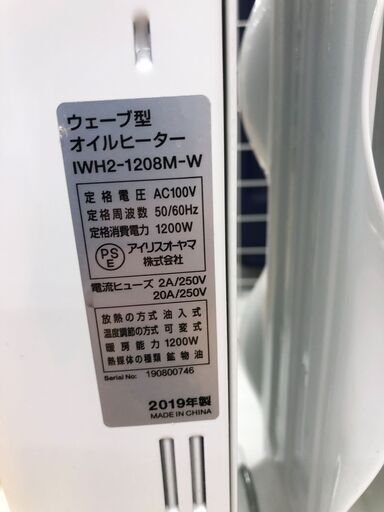 ウェーブ型
オイルヒーター
IWH2-1208M-W
定格電圧 AC100V
定格周波数 50/60Hz
定格消費電力 1200W
PSE アイリスオーヤマ
株式会社
電流ヒューズ 2A/250V
20A/250V
放熱の方式 油入式
温度調節の方式 可変式
暖房能力 1200W
熱媒体の種類 鉱物油
Serial No: 190800746
2019年製
MADE IN CHINA